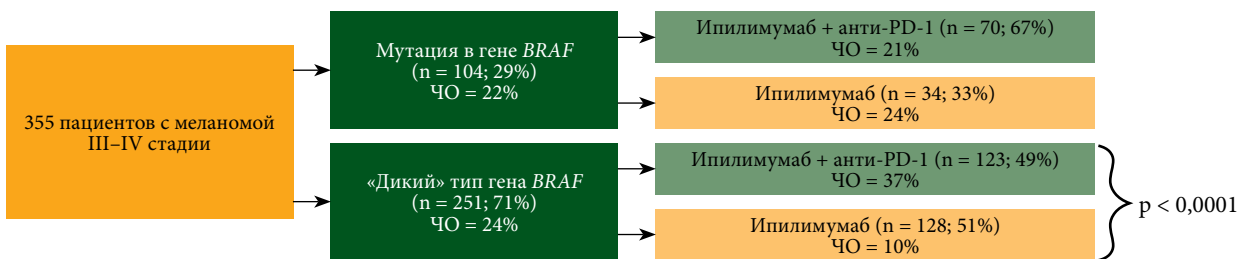 355 пациентов с меланомой
III–IV стадии
Мутация в гене BRAF
(n = 104; 29%)
ЧО = 22%
Ипилимумаб + анти-PD-1 (n = 70; 67%)
ЧО = 21%
Ипилимумаб (n = 34; 33%)
ЧО = 24%
«Дикий» тип гена BRAF
(n = 251; 71%)
ЧО = 24%
Ипилимумаб + анти-PD-1 (n = 123; 49%)
ЧО = 37%
Ипилимумаб (n = 128; 51%)
ЧО = 10%
p < 0,0001